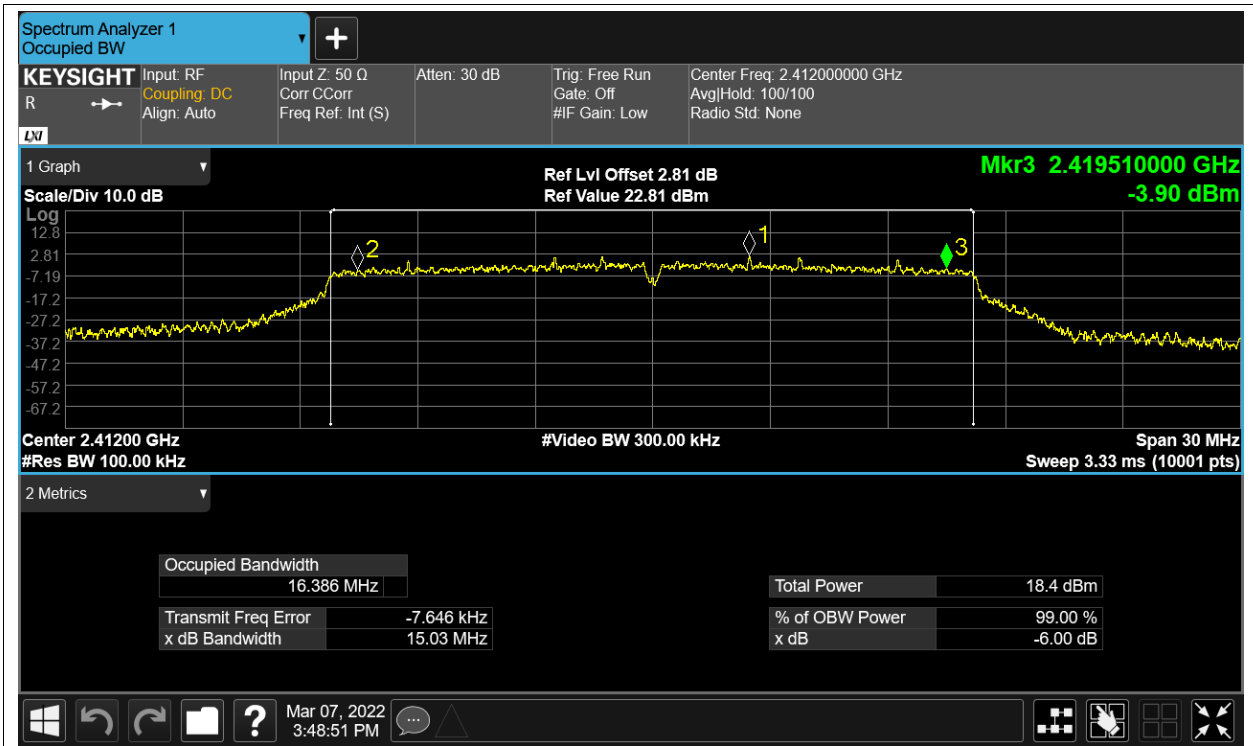 Spectrum Analyzer 1
Occupied BW
KEYSIGHT
R
LXI
Input: RF
Coupling: DC
Align: Auto
Input Z: 50 Ω
Corr CCorr
Freq Ref: Int (S)
Atten: 30 dB
Trig: Free Run
Gate: Off
#IF Gain: Low
Center Freq: 2.412000000 GHz
Avg|Hold: 100/100
Radio Std: None
1 Graph
Scale/Div 10.0 dB
Ref Lvl Offset 2.81 dB
Ref Value 22.81 dBm
Mkr3 2.419510000 GHz
-3.90 dBm
Log
12.8
2.81
-7.19
-17.2
-27.2
-37.2
-47.2
-57.2
-67.2
2
1
3
Center 2.41200 GHz
#Res BW 100.00 kHz
#Video BW 300.00 kHz
Span 30 MHz
Sweep 3.33 ms (10001 pts)
2 Metrics
Occupied Bandwidth
16.386 MHz
Transmit Freq Error -7.646 kHz
x dB Bandwidth 15.03 MHz
Total Power 18.4 dBm
% of OBW Power 99.00 %
x dB -6.00 dB
?
Mar 07, 2022
3:48:51 PM